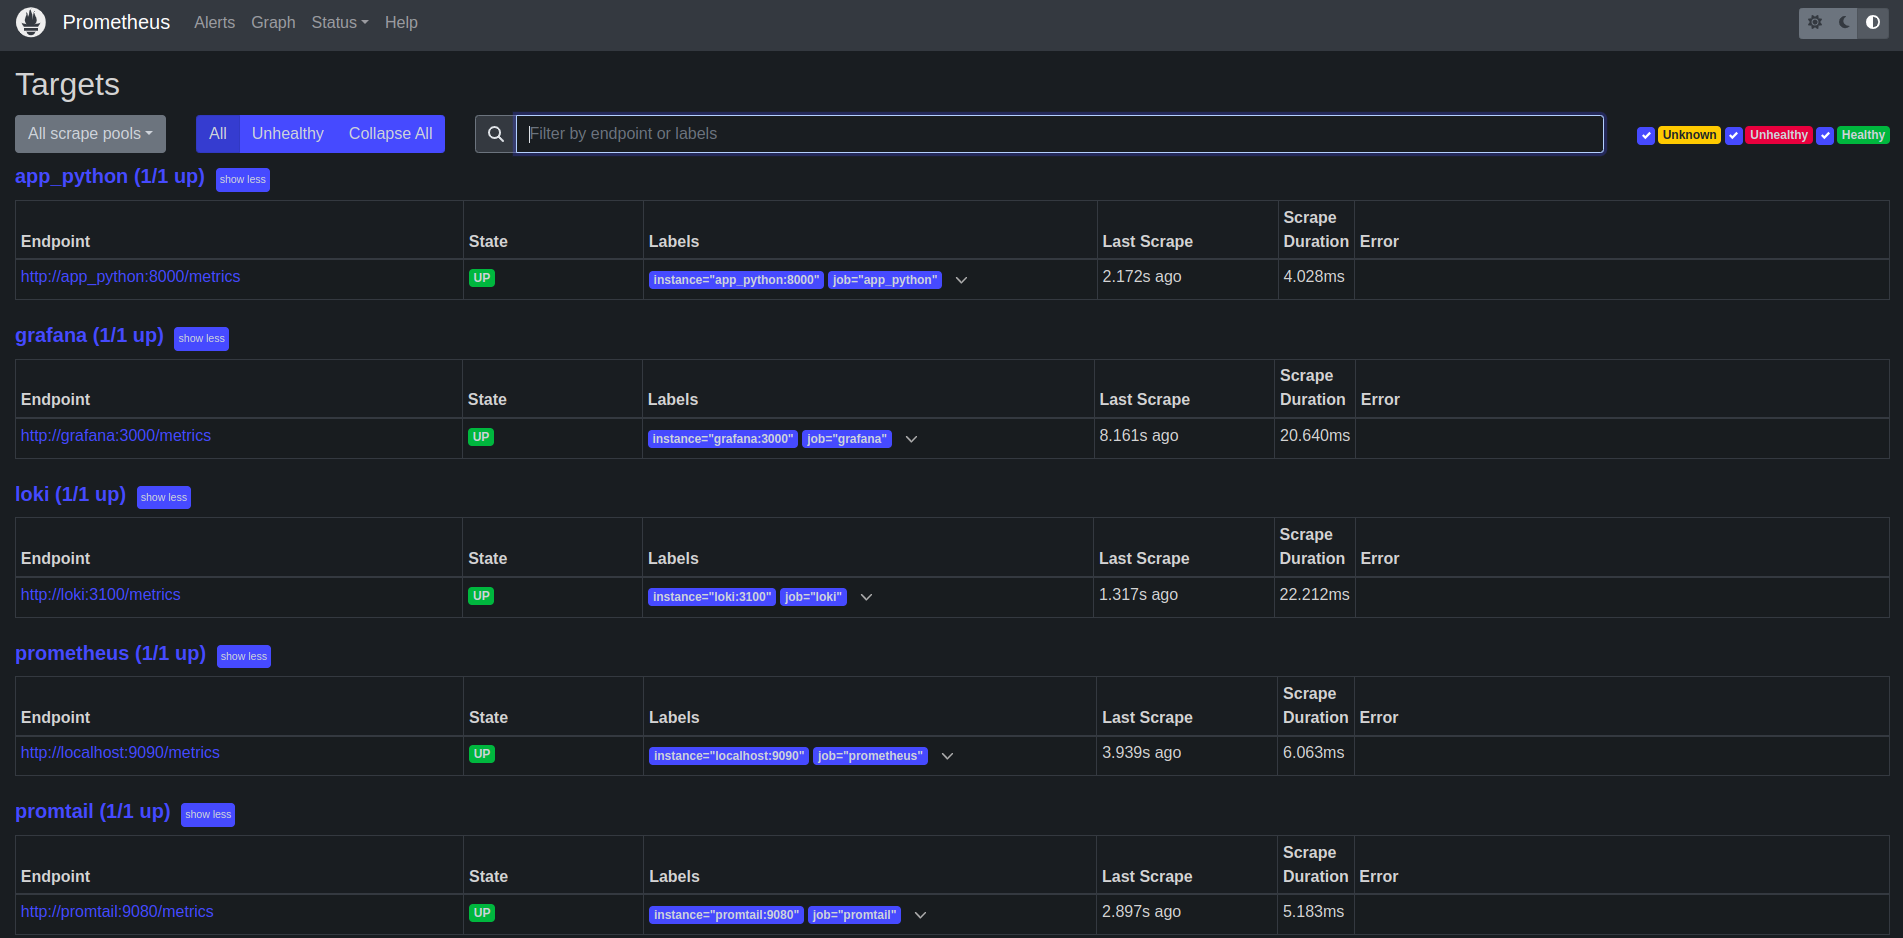 Prometheus Alerts Graph Status Help
Targets
All scrape pools All Unhealthy Collapse All Filter by endpoint or labels Unknown Unhealthy Healthy
app_python (1/1 up) show less
Endpoint State Labels Last Scrape Scrape Duration Error
http://app_python:8000/metrics UP instance="app_python:8000" job="app_python" 2.172s ago 4.028ms
grafana (1/1 up) show less
Endpoint State Labels Last Scrape Scrape Duration Error
http://grafana:3000/metrics UP instance="grafana:3000" job="grafana" 8.161s ago 20.640ms
loki (1/1 up) show less
Endpoint State Labels Last Scrape Scrape Duration Error
http://loki:3100/metrics UP instance="loki:3100" job="loki" 1.317s ago 22.212ms
prometheus (1/1 up) show less
Endpoint State Labels Last Scrape Scrape Duration Error
http://localhost:9090/metrics UP instance="localhost:9090" job="prometheus" 3.939s ago 6.063ms
promtail (1/1 up) show less
Endpoint State Labels Last Scrape Scrape Duration Error
http://promtail:9080/metrics UP instance="promtail:9080" job="promtail" 2.897s ago 5.183ms